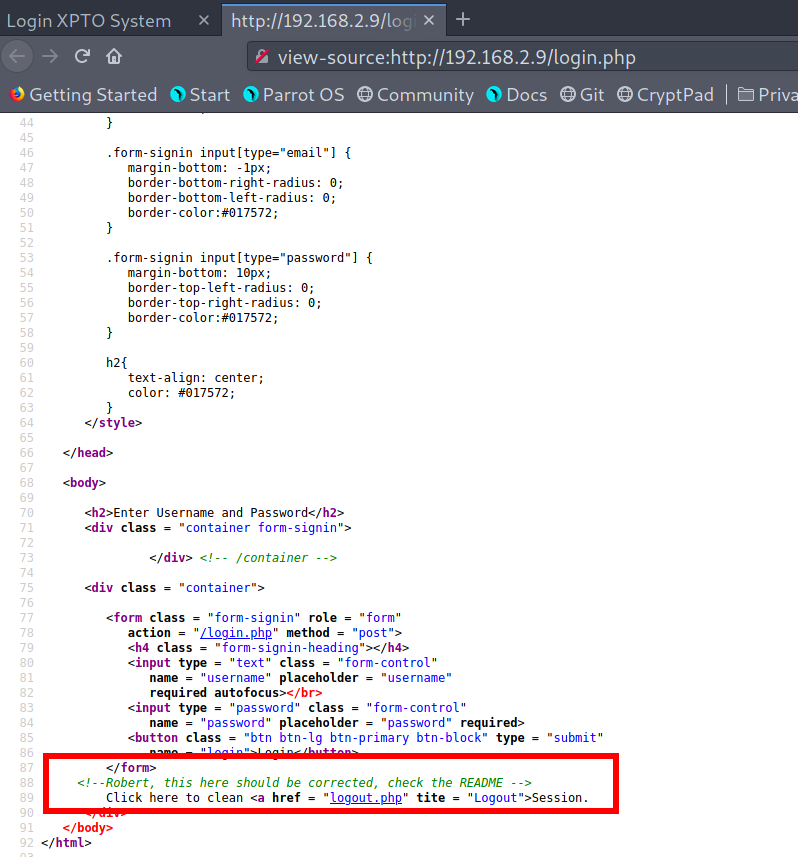 Login XPTO System × http://192.168.2.9/logi × +
view-source:http://192.168.2.9/login.php
Getting Started Start Parrot OS Community Docs Git CryptPad Priva
44 }
45
46 .form-signin input[type="email"] {
47 margin-bottom: -1px;
48 border-bottom-right-radius: 0;
49 border-bottom-left-radius: 0;
50 border-color:#017572;
51 }
52
53 .form-signin input[type="password"] {
54 margin-bottom: 10px;
55 border-top-left-radius: 0;
56 border-top-right-radius: 0;
57 border-color:#017572;
58 }
59
60 h2{
61 text-align: center;
62 color: #017572;
63 }
64 </style>
65
66 </head>
67
68 <body>
69
70 <h2>Enter Username and Password</h2>
71 <div class = "container form-signin">
72
73 </div> <!-- /container -->
74
75 <div class = "container">
76
77 <form class = "form-signin" role = "form"
78 action = "/login.php" method = "post">
79 <h4 class = "form-signin-heading"></h4>
80 <input type = "text" class = "form-control"
81 name = "username" placeholder = "username"
82 required autofocus></br>
83 <input type = "password" class = "form-control"
84 name = "password" placeholder = "password" required>
85 <button class = "btn btn-lg btn-primary btn-block" type = "submit"
86 name = "login">Login</button>
87 </form>
88 <!--Robert, this here should be corrected, check the README -->
89 Click here to clean <a href = "logout.php" tite = "Logout">Session.
90 </div>
91 </body>
92 </html>
93